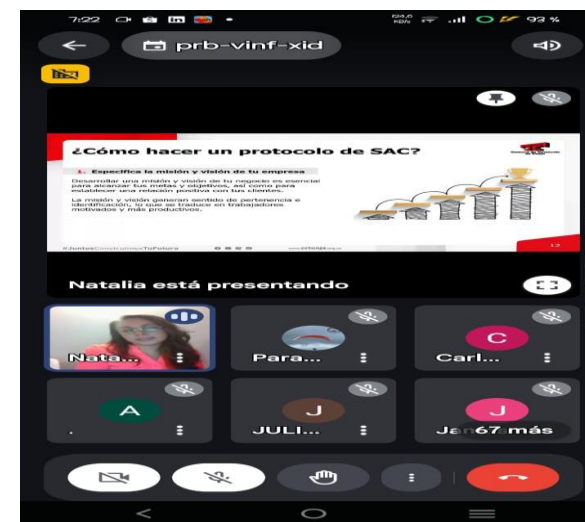 7:22
93 %
prb-vinf-xid
¿Cómo hacer un protocolo de SAC?
1. Especifica la misión y visión de tu empresa
Desarrollar una misión y visión de tu negocio es esencial
para alcanzar tus metas y objetivos, así como para
establecer una relación positiva con tus clientes.
La misión y visión generan sentido de pertenencia e
identificación, lo que se traduce en trabajadores
motivados y más productivos.
#JuntosConstruimosTuFuturo
12
Natalia está presentando
Nata...
Para...
C
Carl...
A
.
J
JULI...
J
67 más